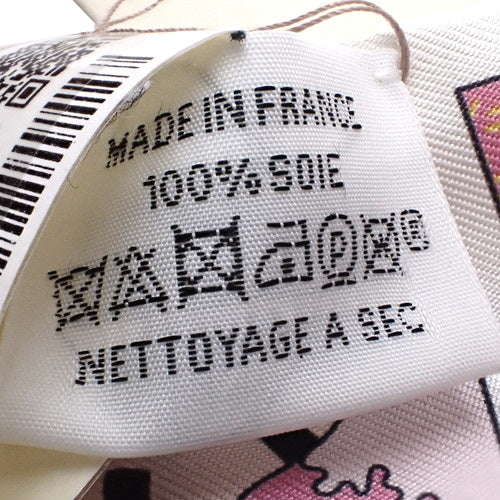 MADE IN FRANCE
100% SOIE
NETTOYAGE A SEC